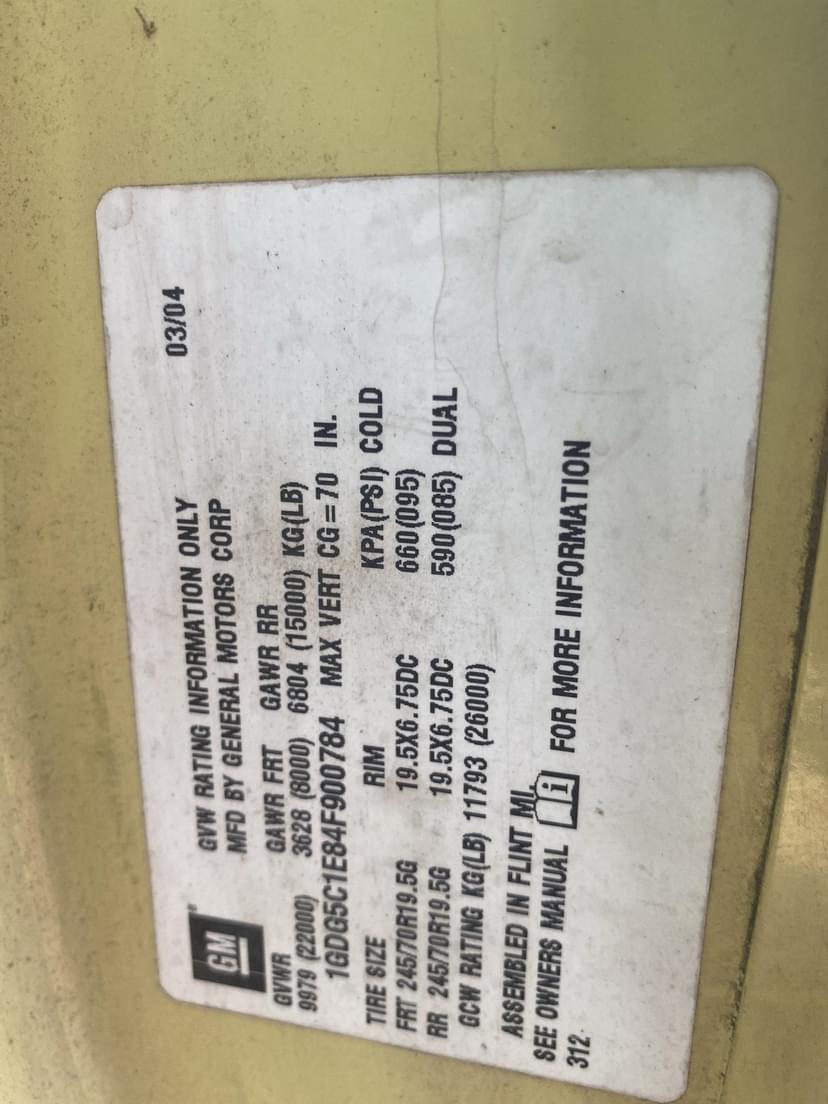 GM
GVW RATING INFORMATION ONLY 03/04
MFD BY GENERAL MOTORS CORP
GVWR GAWR FRT GAWR RR
9979 (22000) 3628 (8000) 6804 (15000) KG(LB)
1GDG5C1E84F900784 MAX VERT CG=70 IN.
TIRE SIZE RIM KPA(PSI) COLD
FRT 245/70R19.5G 19.5X6.75DC 660(095)
RR 245/70R19.5G 19.5X6.75DC 590(085) DUAL
GCW RATING KG(LB) 11793 (26000)
ASSEMBLED IN FLINT MI.
SEE OWNERS MANUAL i FOR MORE INFORMATION
312